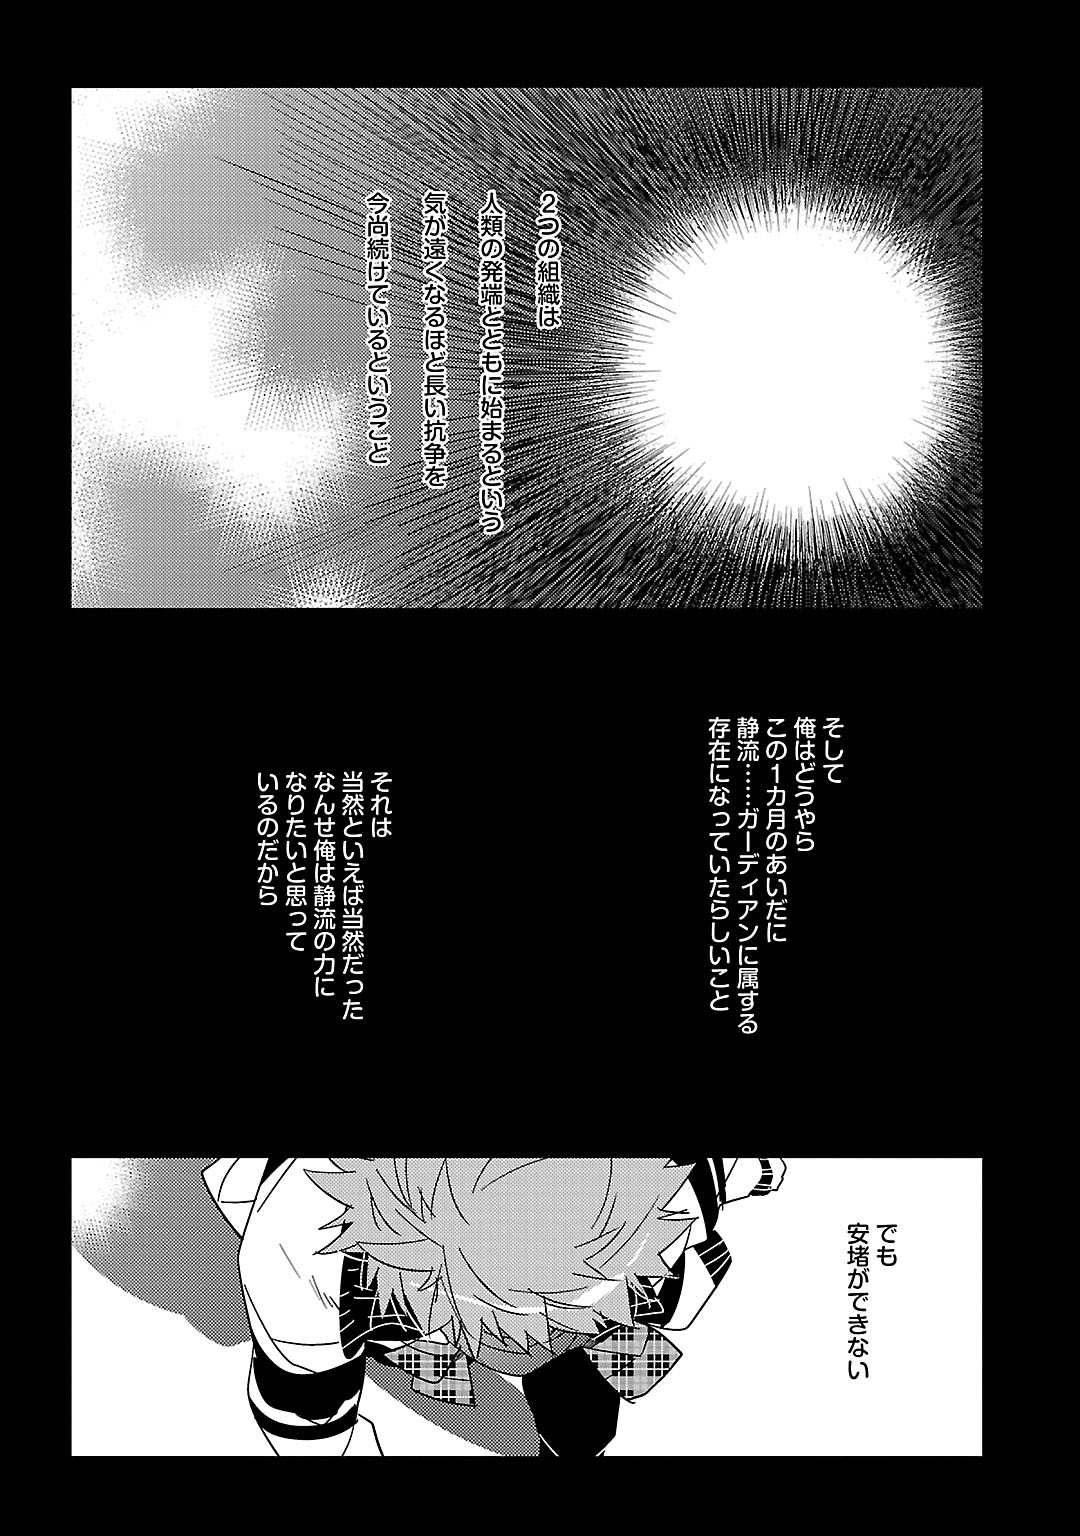 ２つの組織は
人類の発端とともに始まるという
気が遠くなるほど長い抗争を
今尚続けているということ
そして
俺はどうやら
この１カ月のあいだに
静流……ガーディアンに属する
存在になっていたらしいこと
それは
当然といえば当然だった
なんせ俺は静流の力に
なりたいと思って
いるのだから
でも
安堵ができない